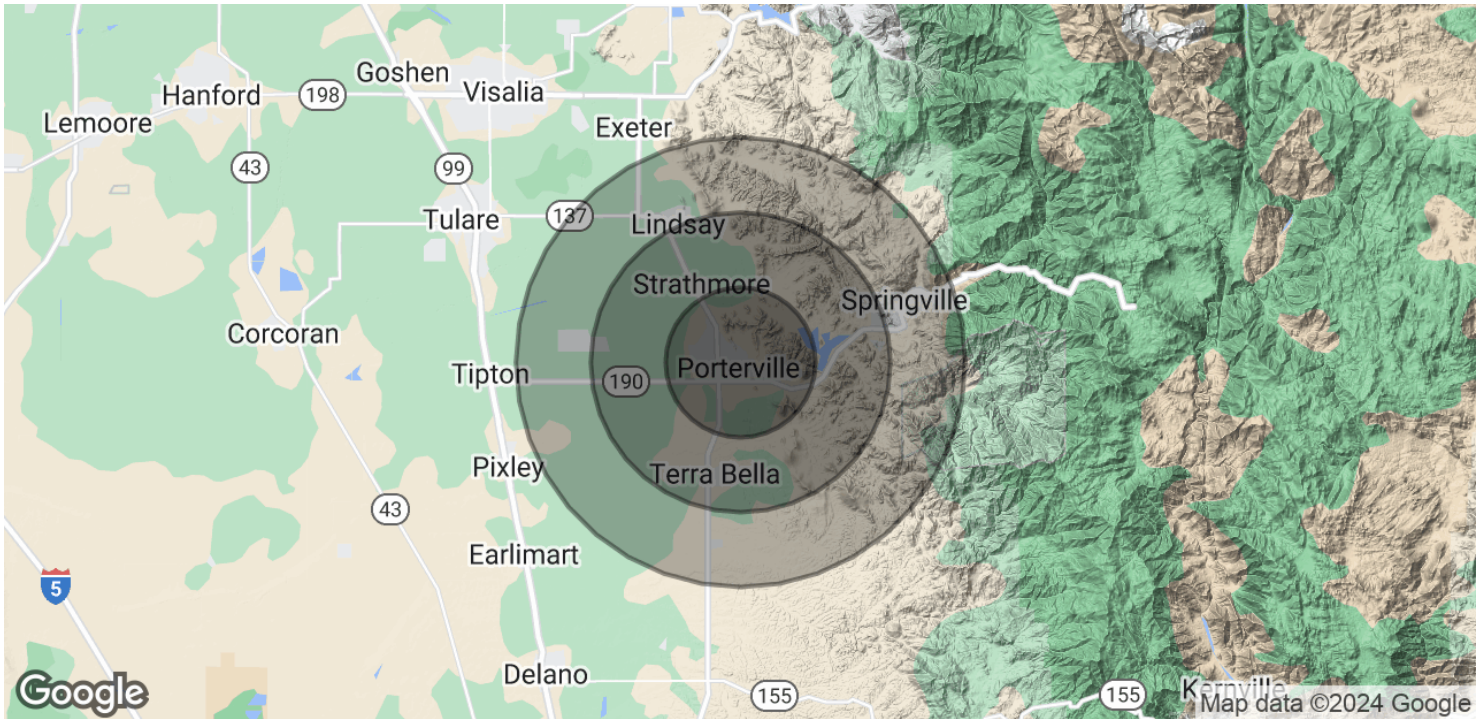 Goshen
Hanford
198
Visalia
Lemoore
Exeter
43
99
Tulare
137
Lindsay
Strathmore
Springville
Corcoran
Tipton
190
Porterville
Pixley
Terra Bella
43
Earlimart
5
Delano
155
155
Kernville
Google
Map data ©2024 Google